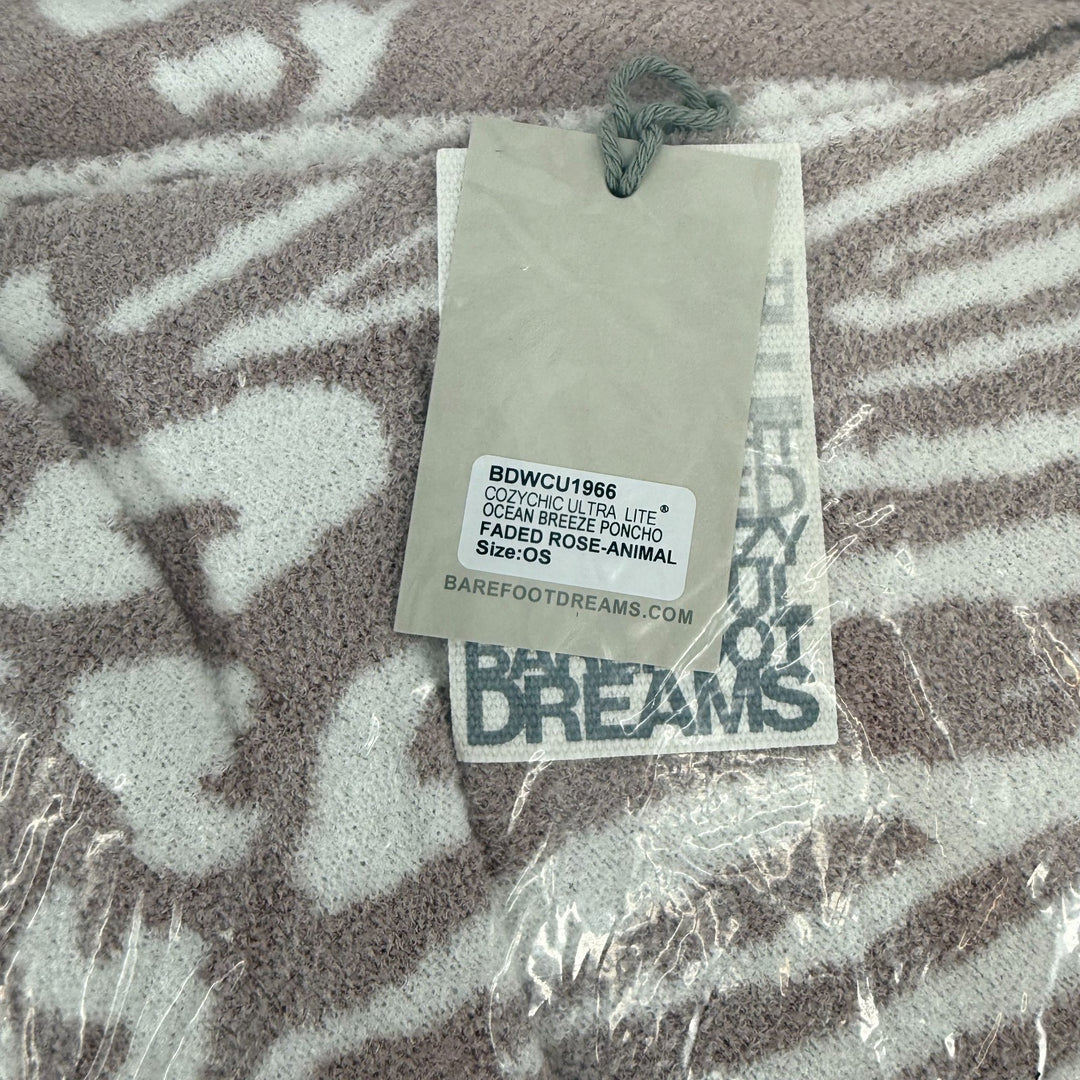 BDWCU1966
COZYCHIC ULTRA LITE®
OCEAN BREEZE PONCHO
FADED ROSE-ANIMAL
Size:OS
BAREFOOTDREAMS.COM
DREAMS